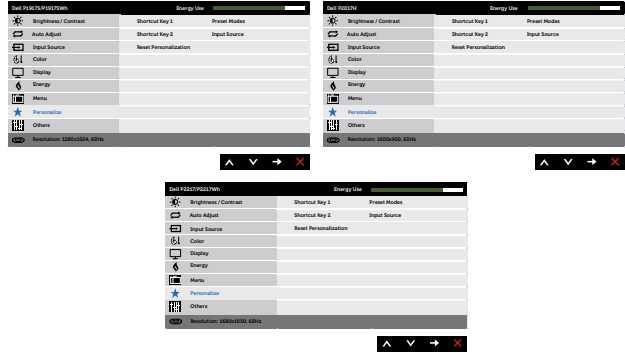 Dell P1917S/P1917SWh Energy Use
Brightness / Contrast Shortcut Key 1 Preset Modes
Auto Adjust Shortcut Key 2 Input Source
Input Source Reset Personalization
Color
Display
Energy
Menu
Personalize
Others
Resolution: 1280x1024, 60Hz
Dell P2017H Energy Use
Brightness / Contrast Shortcut Key 1 Preset Modes
Auto Adjust Shortcut Key 2 Input Source
Input Source Reset Personalization
Color
Display
Energy
Menu
Personalize
Others
Resolution: 1600x900, 60Hz
Dell P2217/P2217Wh Energy Use
Brightness / Contrast Shortcut Key 1 Preset Modes
Auto Adjust Shortcut Key 2 Input Source
Input Source Reset Personalization
Color
Display
Energy
Menu
Personalize
Others
Resolution: 1680x1050, 60Hz